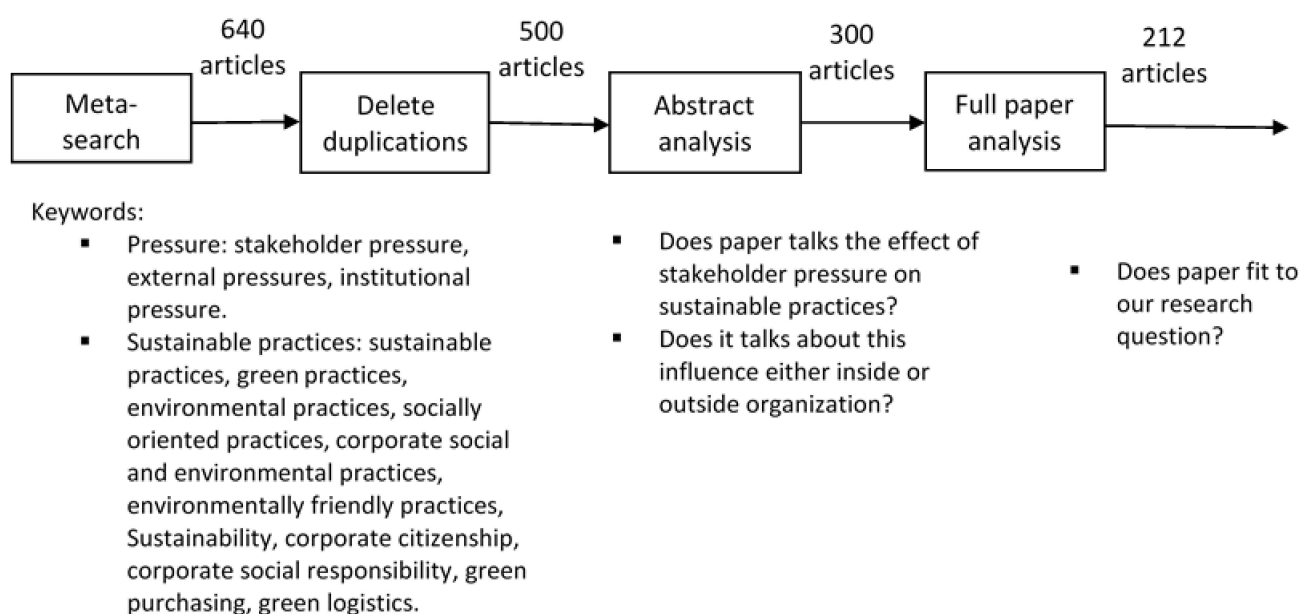 640
articles
500
articles
300
articles
212
articles
Meta-
search
Delete
duplications
Abstract
analysis
Full paper
analysis
Keywords:
▪ Pressure: stakeholder pressure,
external pressures, institutional
pressure.
▪ Sustainable practices: sustainable
practices, green practices,
environmental practices, socially
oriented practices, corporate social
and environmental practices,
environmentally friendly practices,
Sustainability, corporate citizenship,
corporate social responsibility, green
purchasing, green logistics.
▪ Does paper talks the effect of
stakeholder pressure on
sustainable practices?
▪ Does it talks about this
influence either inside or
outside organization?
▪ Does paper fit to
our research
question?